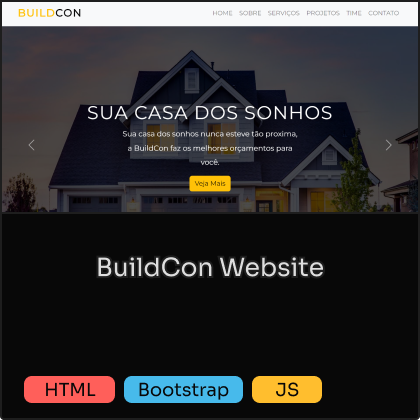 BUILDCON
HOME SOBRE SERVIÇOS PROJETOS TIME CONTATO
SUA CASA DOS SONHOS
Sua casa dos sonhos nunca esteve tão proxima,
a BuildCon faz os melhores orçamentos para
você.
Veja Mais
BuildCon Website
HTML Bootstrap JS